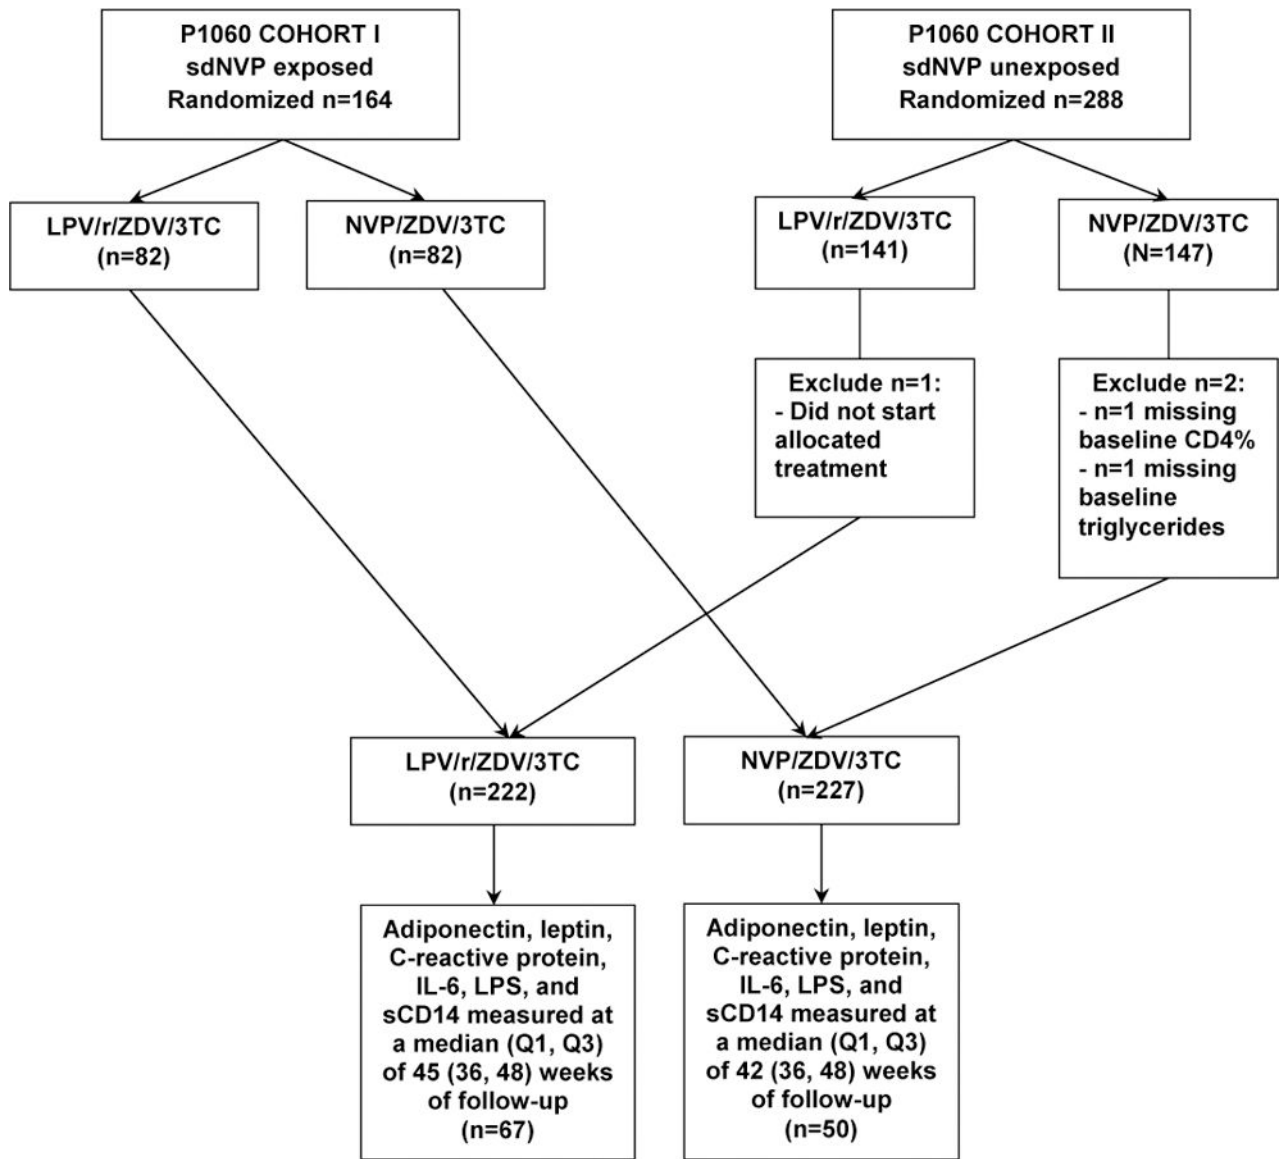 P1060 COHORT I
sdNVP exposed
Randomized n=164
P1060 COHORT II
sdNVP unexposed
Randomized n=288
LPV/r/ZDV/3TC
(n=82)
NVP/ZDV/3TC
(n=82)
LPV/r/ZDV/3TC
(n=141)
NVP/ZDV/3TC
(N=147)
Exclude n=1:
- Did not start
allocated
treatment
Exclude n=2:
- n=1 missing
baseline CD4%
- n=1 missing
baseline
triglycerides
LPV/r/ZDV/3TC
(n=222)
NVP/ZDV/3TC
(n=227)
Adiponectin, leptin,
C-reactive protein,
IL-6, LPS, and
sCD14 measured at
a median (Q1, Q3)
of 45 (36, 48) weeks
of follow-up
(n=67)
Adiponectin, leptin,
C-reactive protein,
IL-6, LPS, and
sCD14 measured at
a median (Q1, Q3)
of 42 (36, 48) weeks
of follow-up
(n=50)